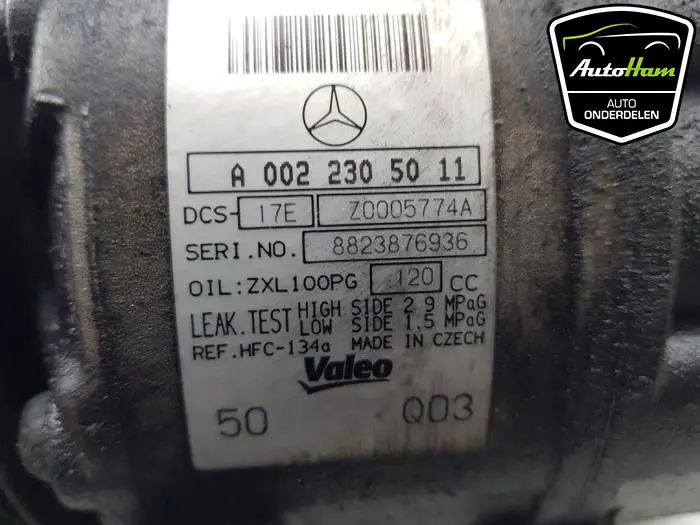 AutoHam
AUTO
ONDERDELEN
A 002 230 50 11
DCS- 17E Z0005774A
SERI.NO. 8823876936
OIL:ZXL100PG 120 CC
LEAK.TEST HIGH SIDE 2.9 MPaG
LOW SIDE 1.5 MPaG
REF.HFC-134a MADE IN CZECH
Valeo
50 Q03